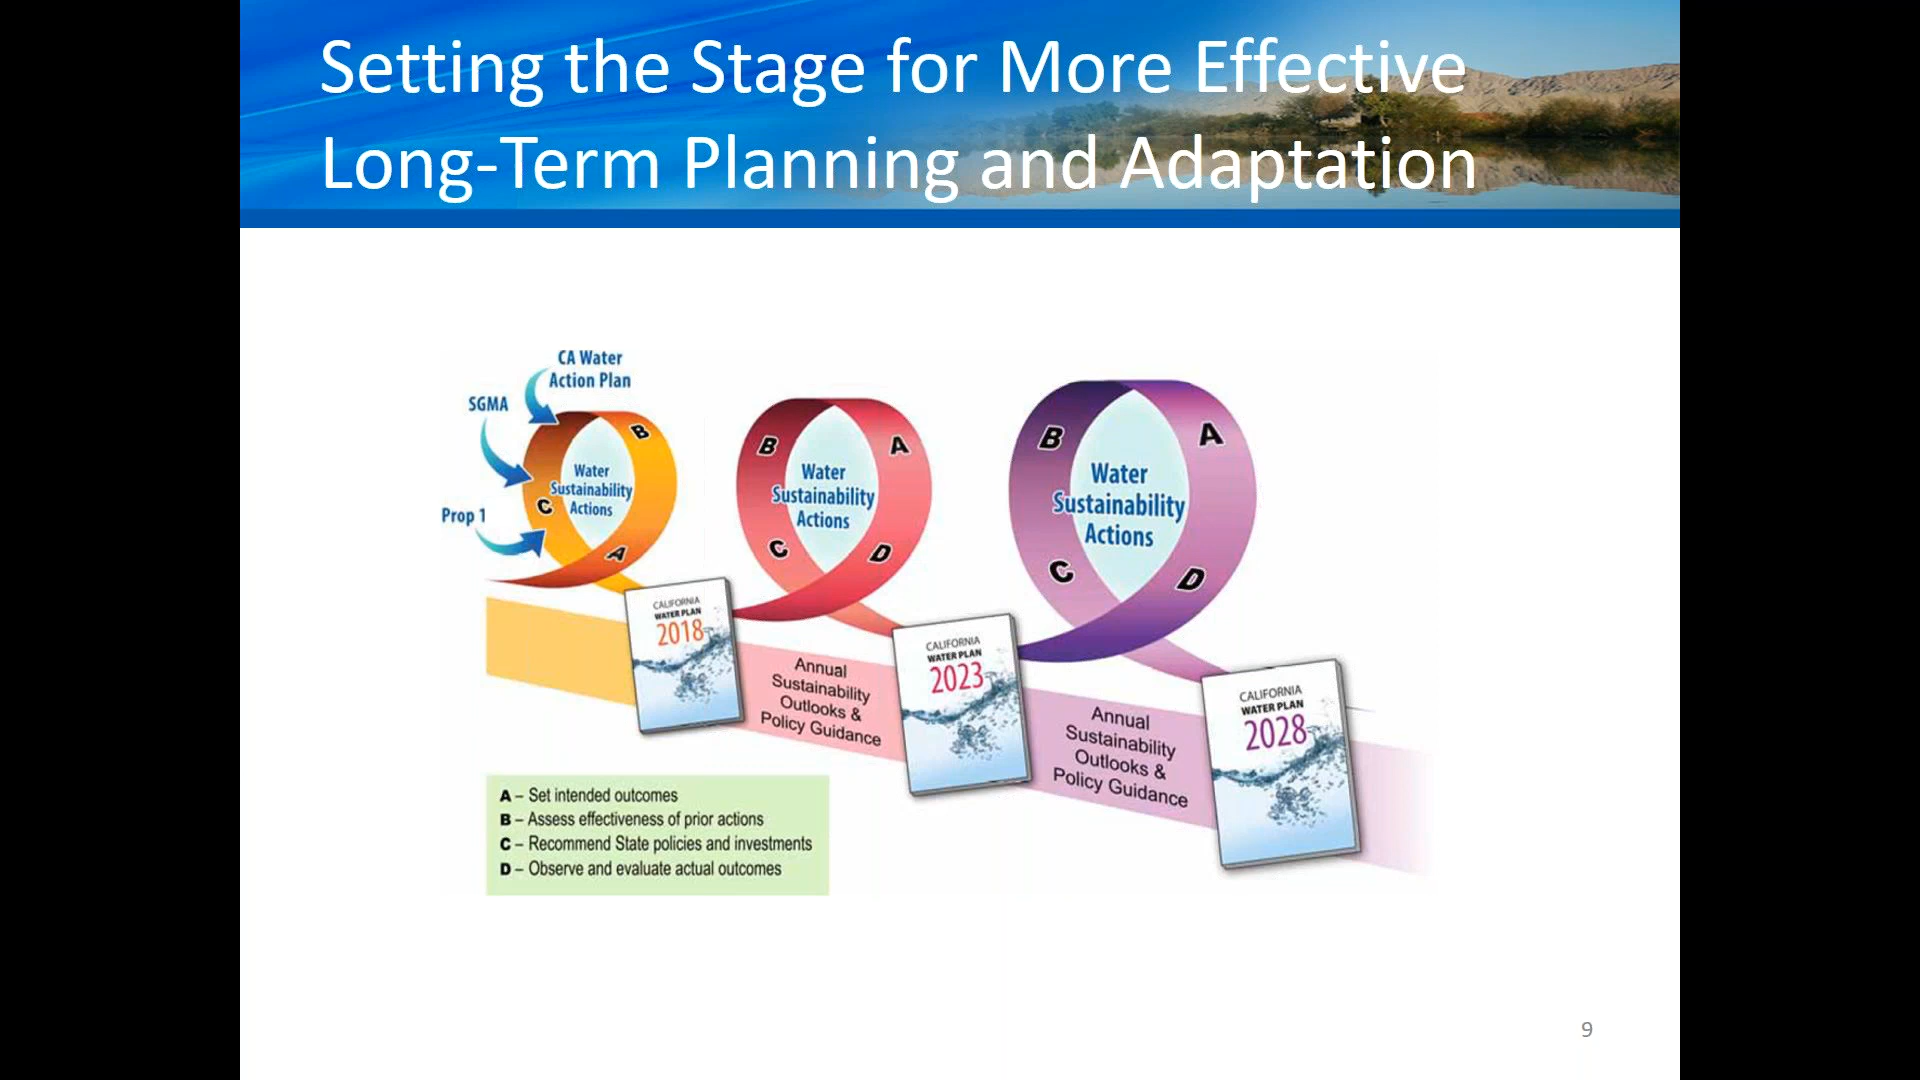 Setting the Stage for More Effective
Long-Term Planning and Adaptation
CA Water
Action Plan
SGMA
Prop 1
B
C
A
Water
Sustainability
Actions
B
A
C
D
Water
Sustainability
Actions
B
A
C
D
Water
Sustainability
Actions
CALIFORNIA
WATER PLAN
2018
Annual
Sustainability
Outlooks &
Policy Guidance
CALIFORNIA
WATER PLAN
2023
Annual
Sustainability
Outlooks &
Policy Guidance
CALIFORNIA
WATER PLAN
2028
A – Set intended outcomes
B – Assess effectiveness of prior actions
C – Recommend State policies and investments
D – Observe and evaluate actual outcomes
9